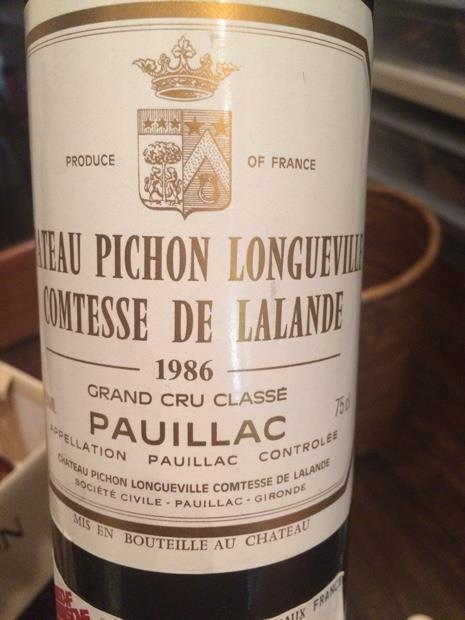 PRODUCE OF FRANCE
ATEAU PICHON LONGUEVILLE
COMTESSE DE LALANDE
1986
GRAND CRU CLASSÉ
75 cl
PAUILLAC
APPELLATION PAUILLAC CONTROLÉE
CHATEAU PICHON LONGUEVILLE COMTESSE DE LALANDE
SOCIÉTÉ CIVILE - PAUILLAC - GIRONDE
MIS EN BOUTEILLE AU CHATEAU